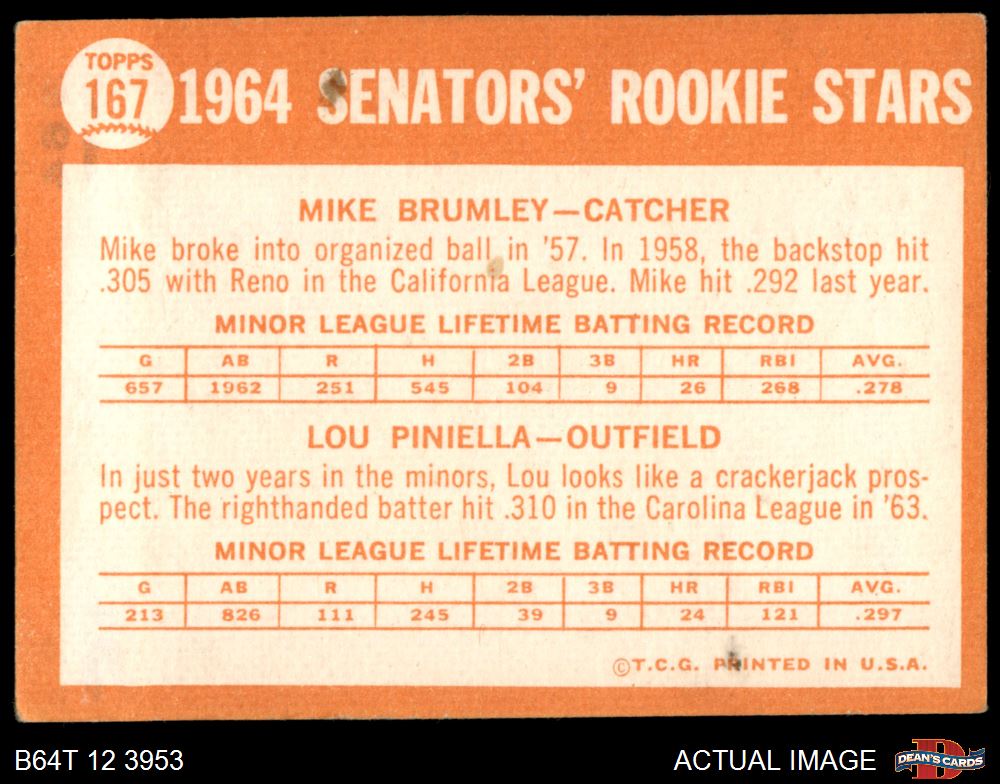 TOPPS
167
1964 SENATORS' ROOKIE STARS
MIKE BRUMLEY—CATCHER
Mike broke into organized ball in '57. In 1958, the backstop hit
.305 with Reno in the California League. Mike hit .292 last year.
MINOR LEAGUE LIFETIME BATTING RECORD
G AB R H 2B 3B HR RBI AVG.
657 1962 251 545 104 9 26 268 .278
LOU PINIELLA—OUTFIELD
In just two years in the minors, Lou looks like a crackerjack pros-
pect. The righthanded batter hit .310 in the Carolina League in '63.
MINOR LEAGUE LIFETIME BATTING RECORD
G AB R H 2B 3B HR RBI AVG.
213 826 111 245 39 9 24 121 .297
©T.C.G. PRINTED IN U.S.A.
B64T 12 3953
ACTUAL IMAGE
D
DEAN'S CARDS